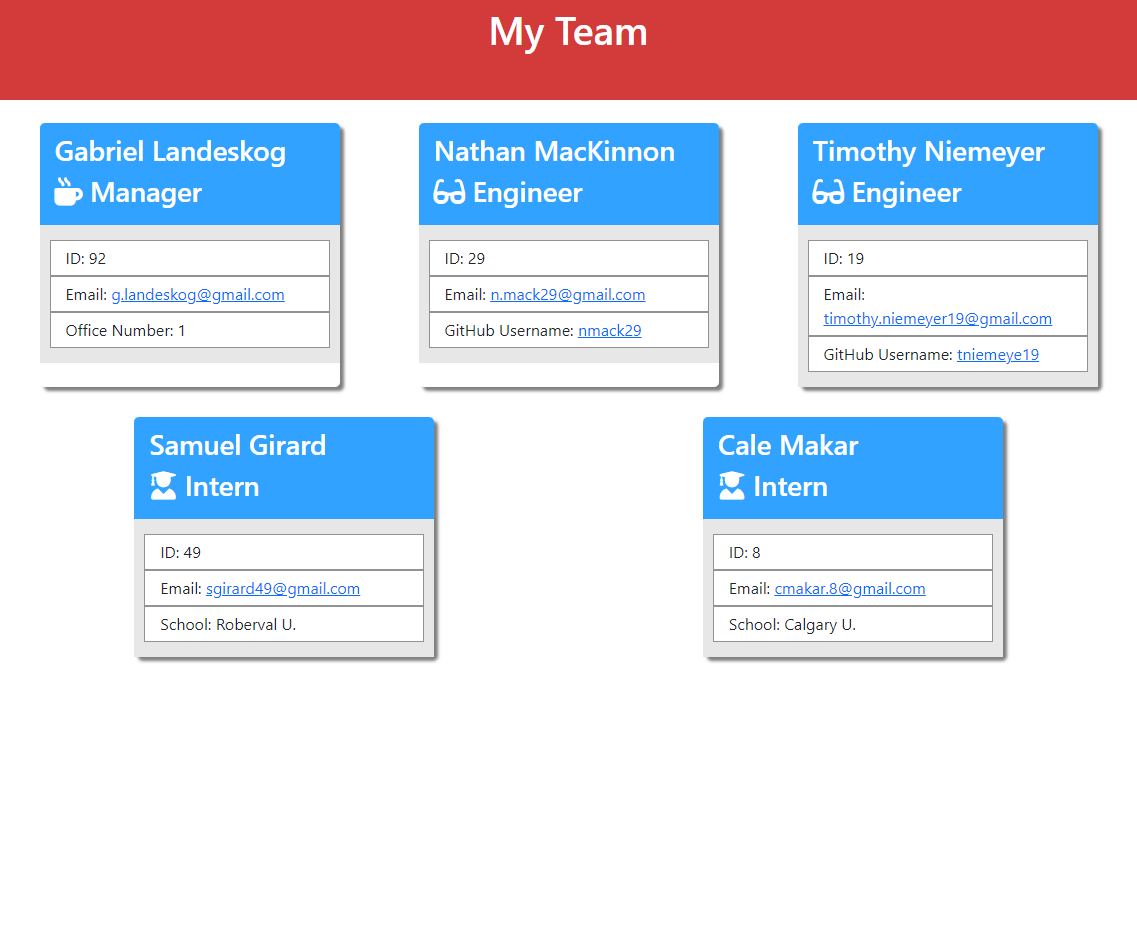 My Team
Gabriel Landeskog
Manager
ID: 92
Email: g.landeskog@gmail.com
Office Number: 1
Nathan MacKinnon
Engineer
ID: 29
Email: n.mack29@gmail.com
GitHub Username: nmack29
Timothy Niemeyer
Engineer
ID: 19
Email:
timothy.niemeyer19@gmail.com
GitHub Username: tniemeye19
Samuel Girard
Intern
ID: 49
Email: sgirard49@gmail.com
School: Roberval U.
Cale Makar
Intern
ID: 8
Email: cmakar.8@gmail.com
School: Calgary U.